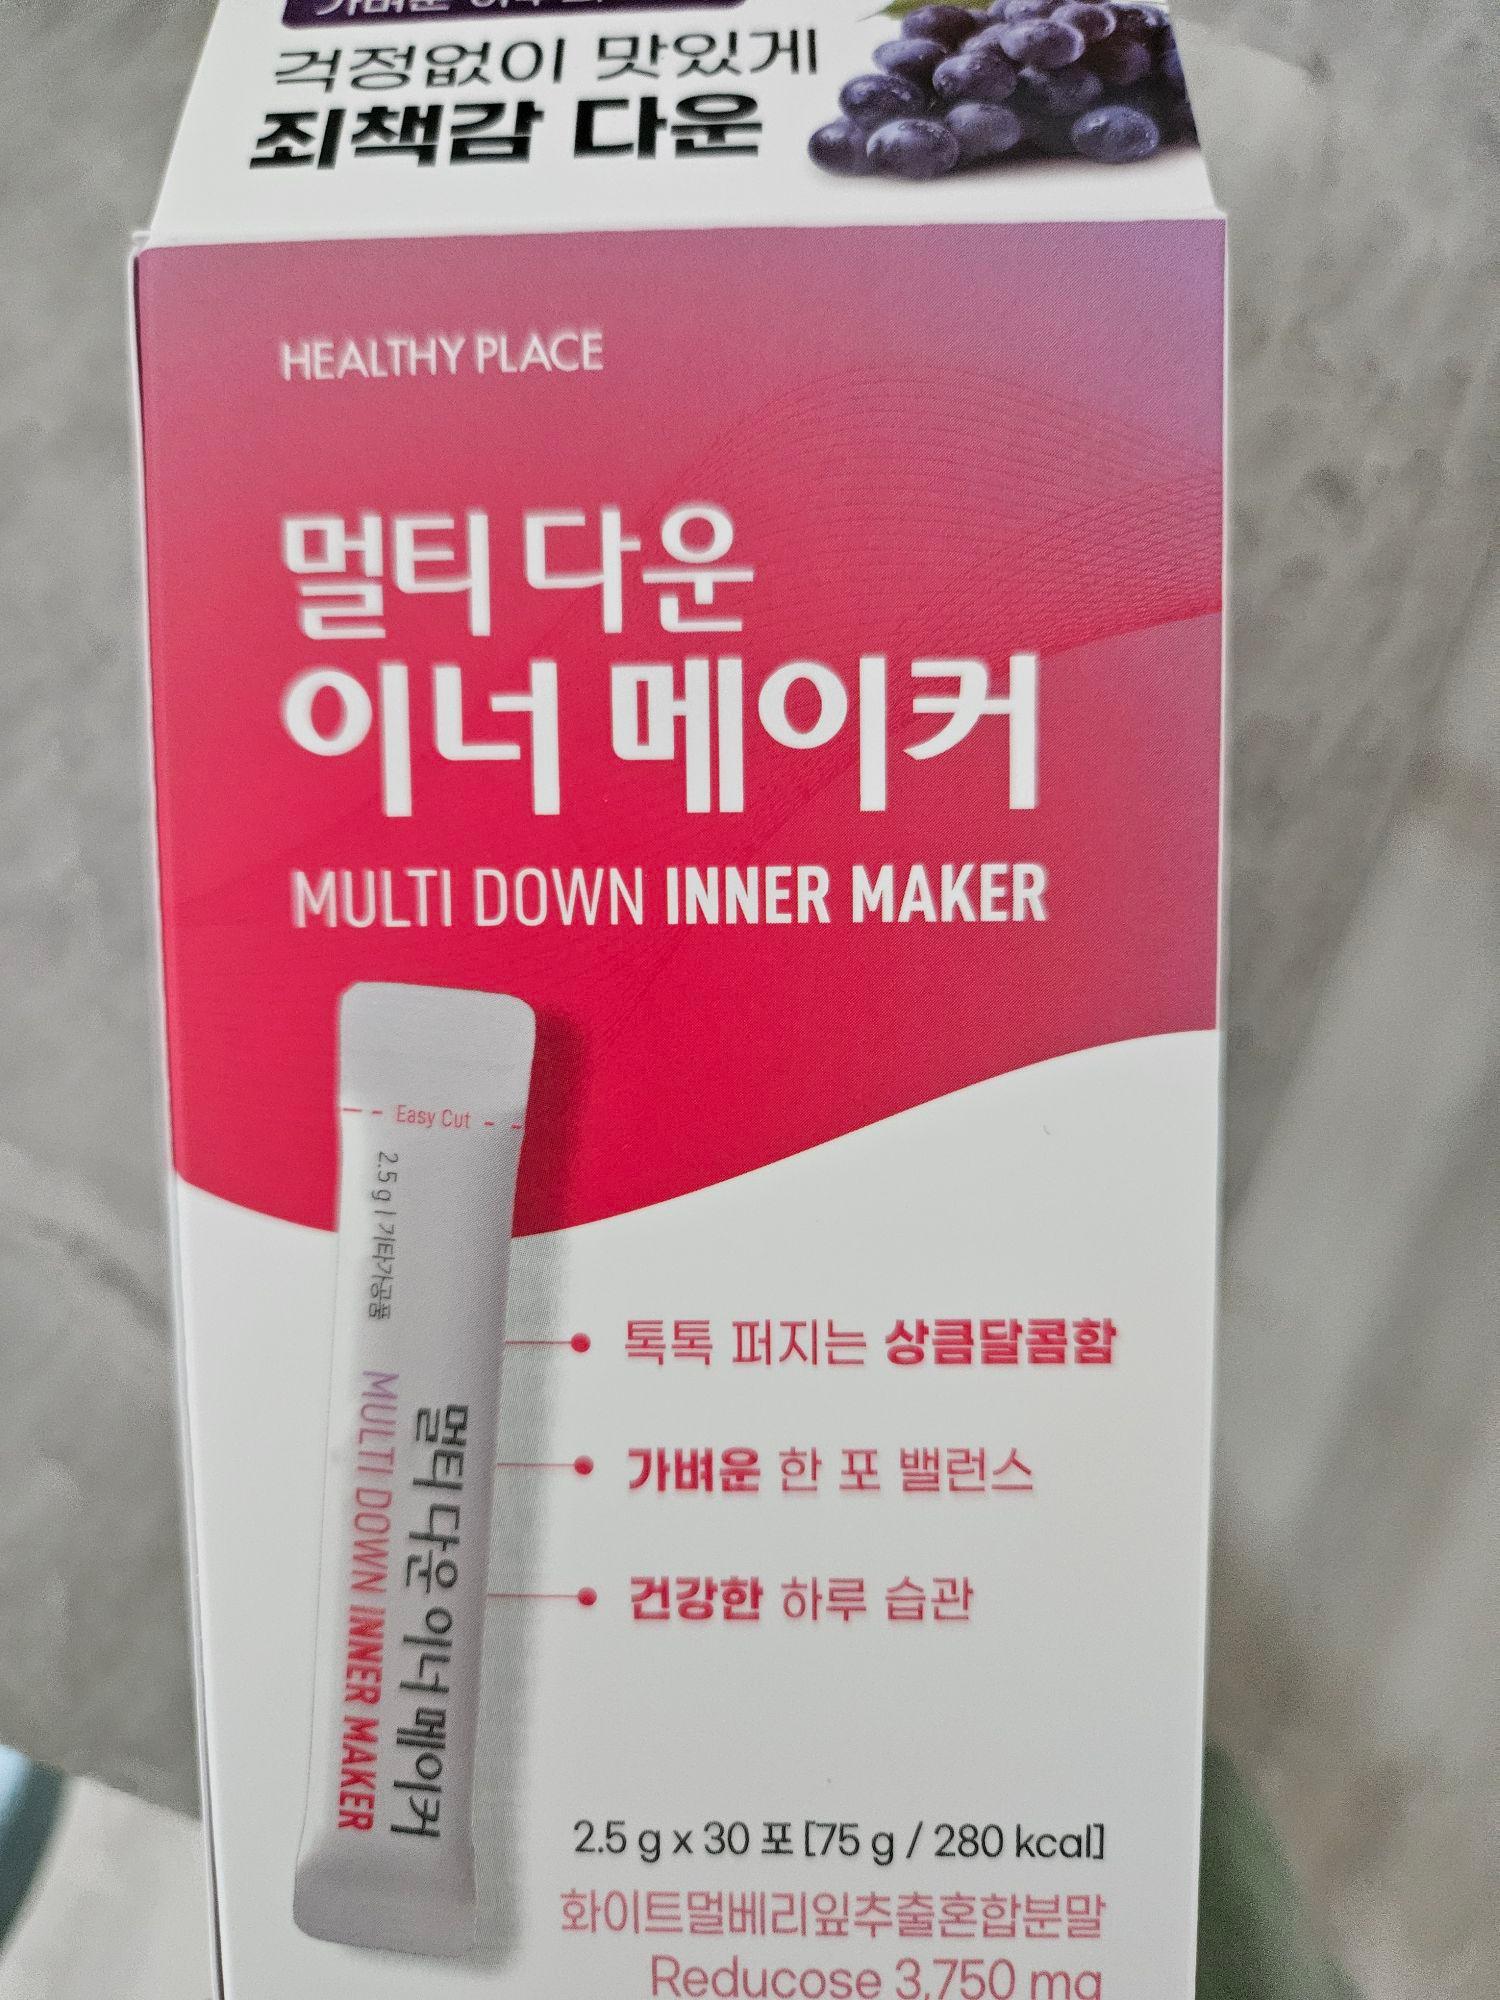 가벼운
걱정없이 맛있게
죄책감 다운
HEALTHY PLACE
멀티 다운
이너 메이커
MULTI DOWN INNER MAKER
Easy Cut
2.5 g | 기타가공품
MULTI DOWN INNER MAKER
멀티 다운 이너 메이커
톡톡 퍼지는 상큼달콤함
가벼운 한 포 밸런스
건강한 하루 습관
2.5 g x 30 포 [75 g / 280 kcal]
화이트멀베리잎추출혼합분말
Reducose 3,750 mg